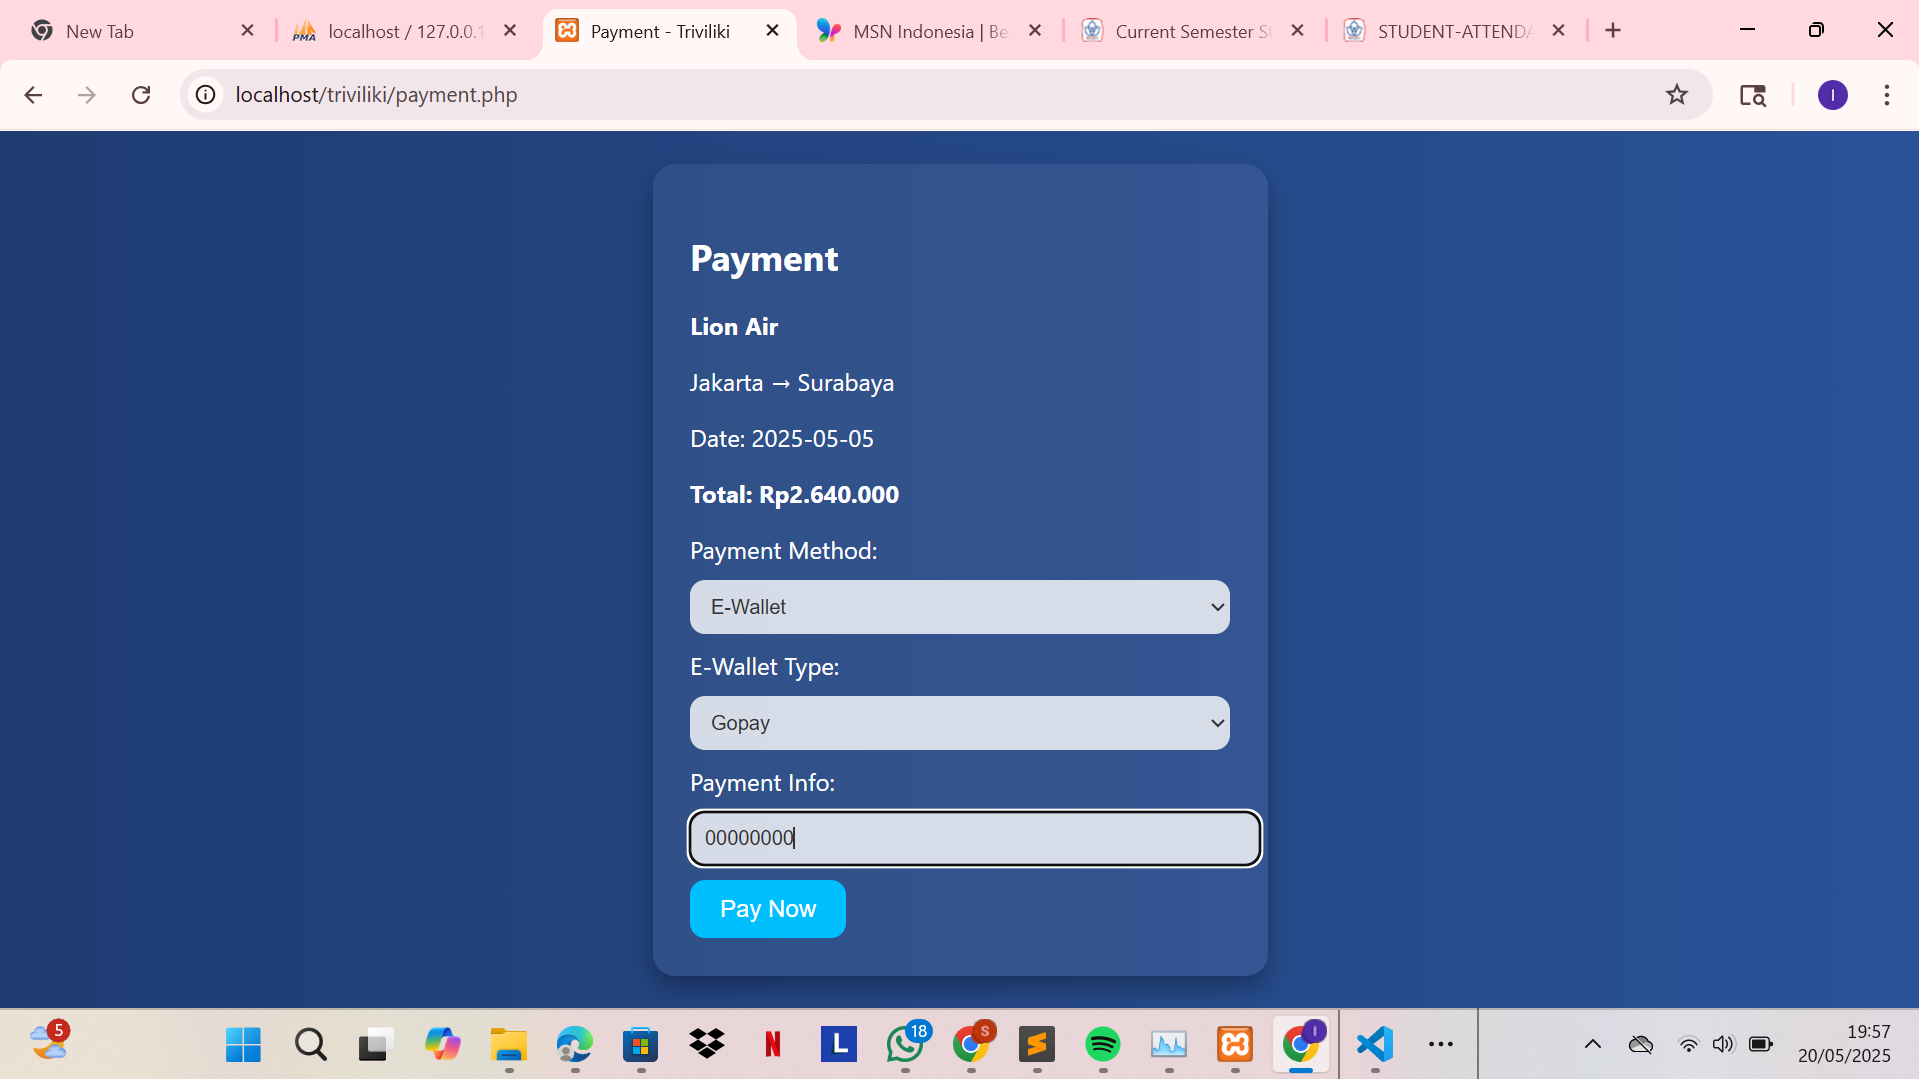 New Tab
localhost / 127.0.0.1
Payment - Triviliki
MSN Indonesia | Be
Current Semester St
STUDENT-ATTENDA
localhost/triviliki/payment.php
I
Payment
Lion Air
Jakarta → Surabaya
Date: 2025-05-05
Total: Rp2.640.000
Payment Method:
E-Wallet
E-Wallet Type:
Gopay
Payment Info:
00000000
Pay Now
5
N
L
18
S
I
19:57
20/05/2025